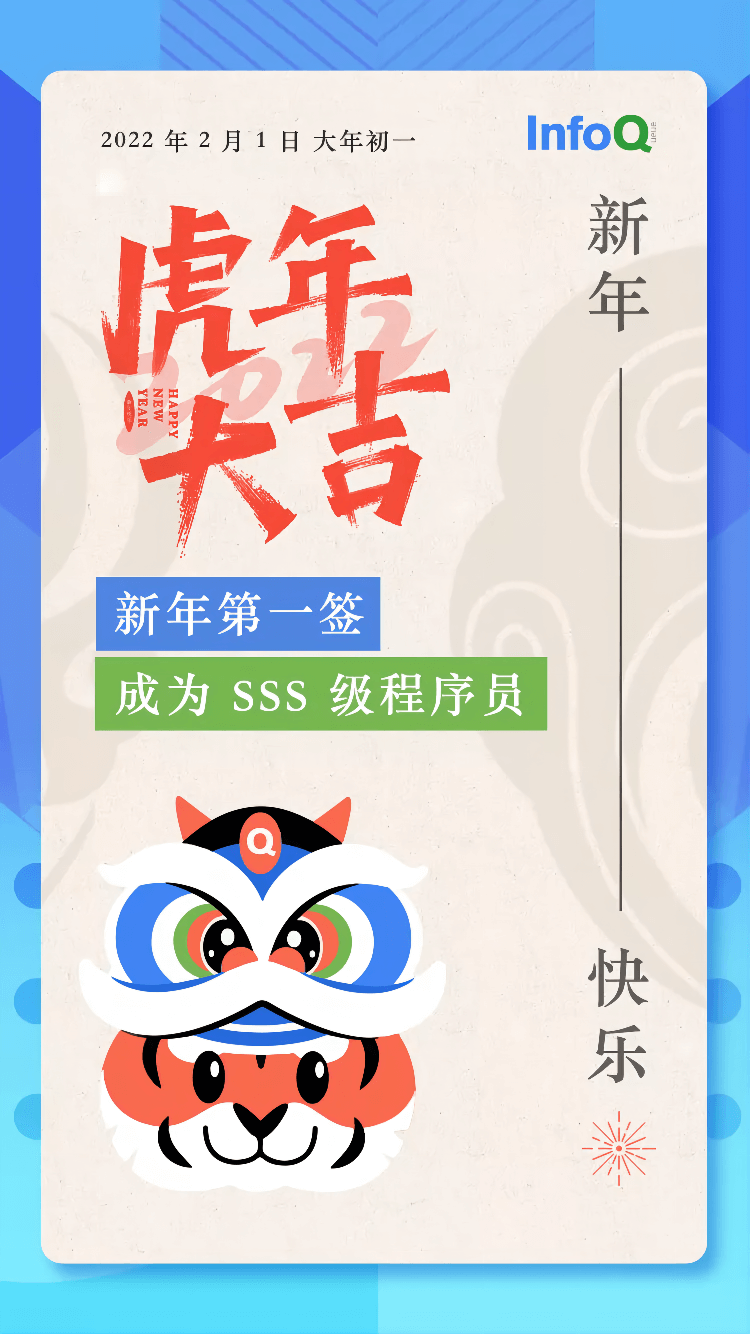 2022 年 2 月 1 日 大年初一
InfoQ
新年
快乐
虎年
大吉
2022
HAPPY
NEW
YEAR
新年第一签
成为 SSS 级程序员
Q